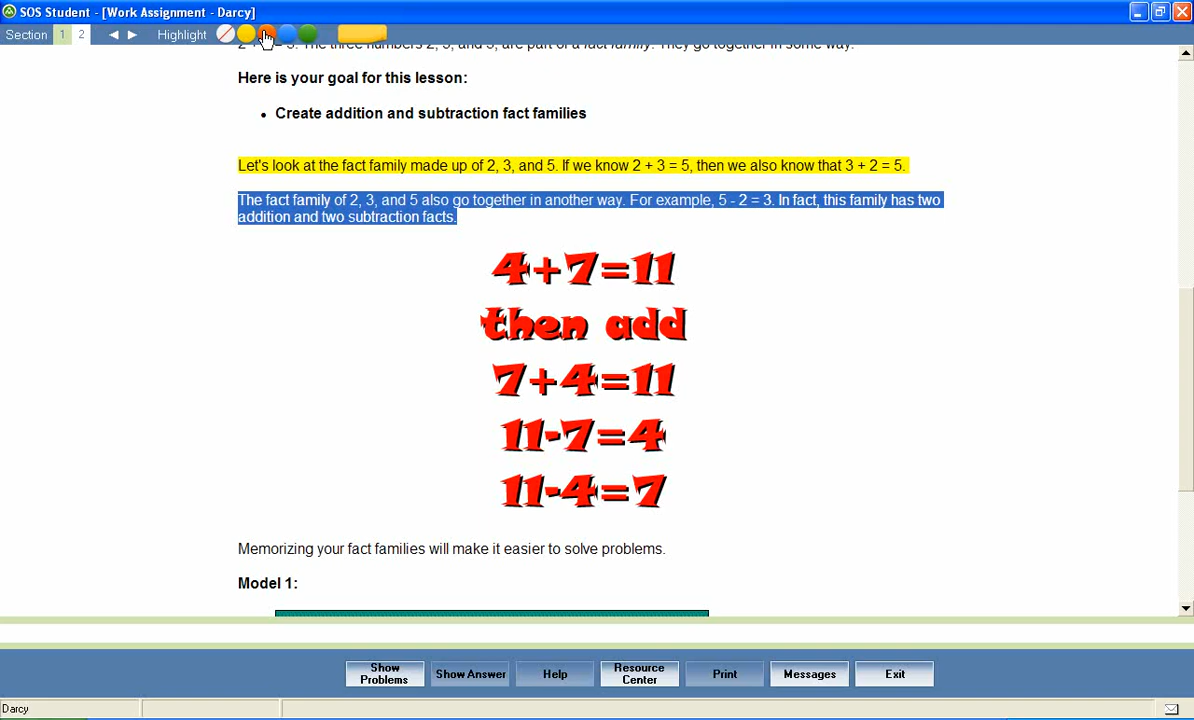 SOS Student - [Work Assignment - Darcy]
Section 1 2 Highlight
Here is your goal for this lesson:
• Create addition and subtraction fact families
Let's look at the fact family made up of 2, 3, and 5. If we know 2 + 3 = 5, then we also know that 3 + 2 = 5.
The fact family of 2, 3, and 5 also go together in another way. For example, 5 - 2 = 3. In fact, this family has two
addition and two subtraction facts.
4+7=11
then add
7+4=11
11-7=4
11-4=7
Memorizing your fact families will make it easier to solve problems.
Model 1:
Show Problems
Show Answer
Help
Resource Center
Print
Messages
Exit
Darcy